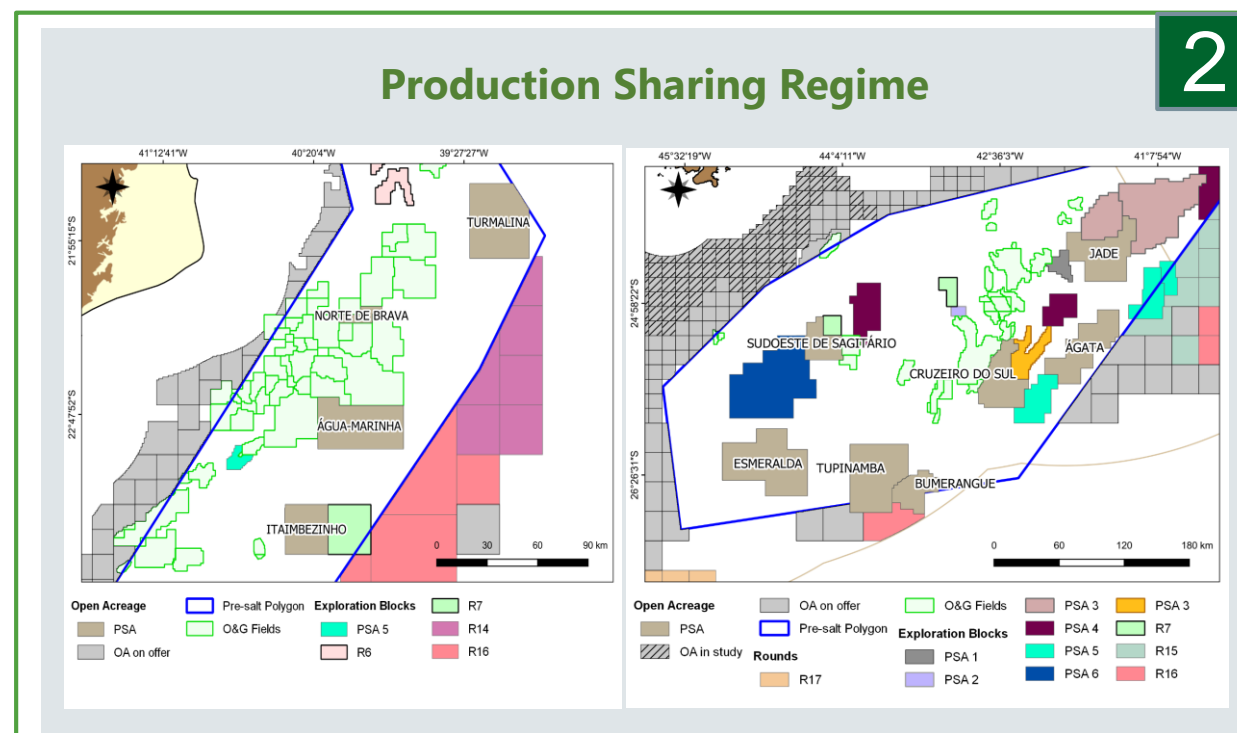 Production Sharing Regime
2
41°12'41"W 40°20'4"W 39°27'27"W
21°55'15"S
22°47'52"S
TURMALINA
NORTE DE BRAVA
ÁGUA-MARINHA
ITAIMBEZINHO
0 30 60 90 km
Open Acreage
PSA
OA on offer
Pre-salt Polygon
O&G Fields
Exploration Blocks
PSA 5
R6
R7
R14
R16
45°32'19"W 44°4'11"W 42°36'3"W 41°7'54"W
24°58'22"S
26°26'31"S
JADE
SUDOESTE DE SAGITÁRIO
ÁGATA
CRUZEIRO DO SUL
ESMERALDA
TUPINAMBA
BUMERANGUE
0 60 120 180 km
Open Acreage
PSA
OA in study
OA on offer
Pre-salt Polygon
Rounds
R17
O&G Fields
Exploration Blocks
PSA 1
PSA 2
PSA 3
PSA 4
PSA 5
PSA 6
PSA 3
R7
R15
R16